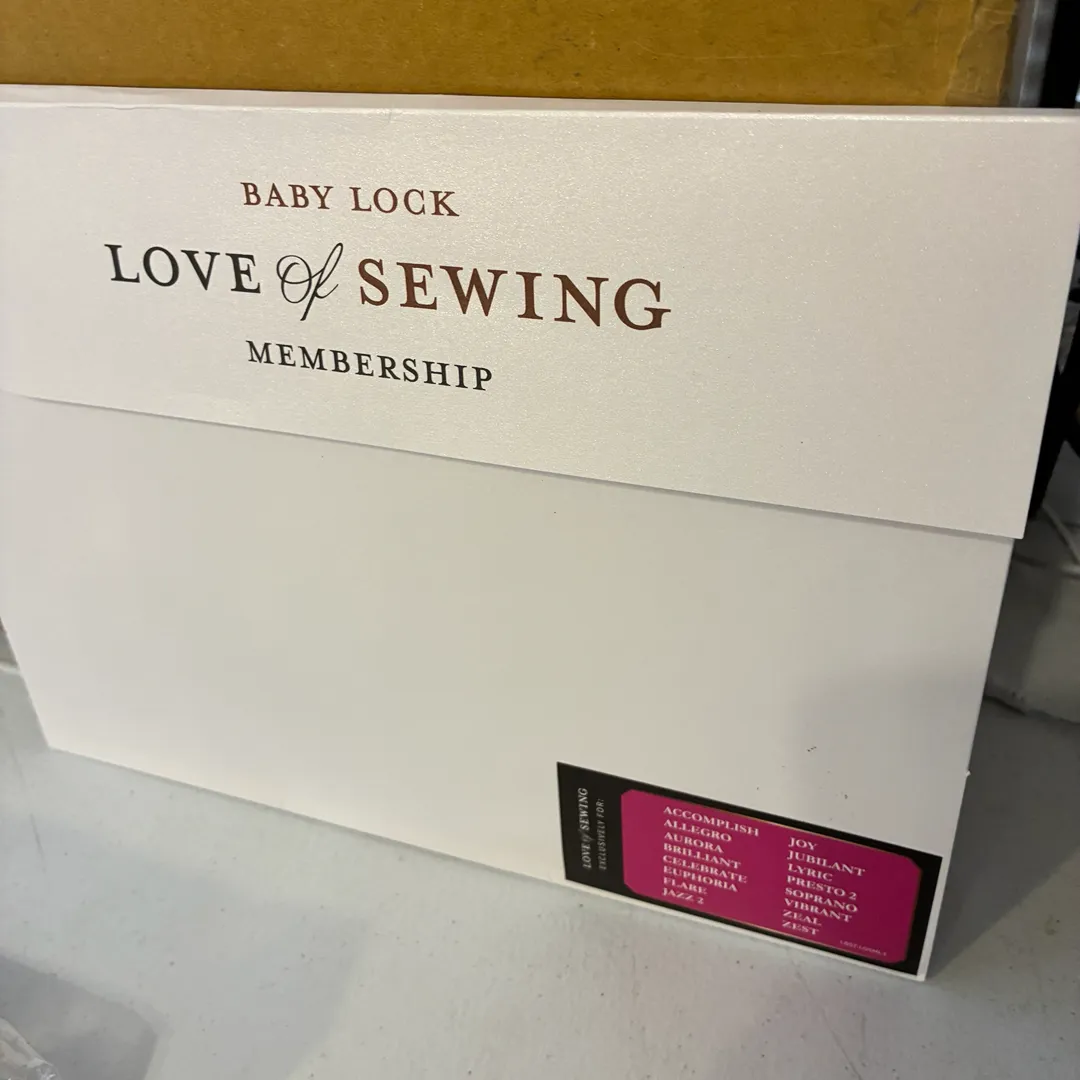 BABY LOCK
LOVE of SEWING
MEMBERSHIP
LOVE of SEWING
EXCLUSIVELY FOR:
ACCOMPLISH
ALLEGRO
AURORA
BRILLIANT
CELEBRATE
EUPHORIA
FLARE
JAZZ 2
JOY
JUBILANT
LYRIC
PRESTO 2
SOPRANO
VIBRANT
ZEAL
ZEST